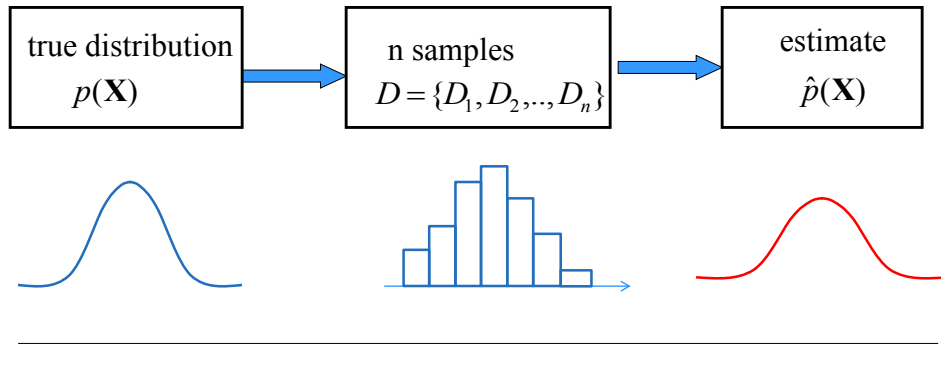 true distribution
p(X)
n samples
D = {D₁, D₂,.., Dₙ}
estimate
p̂(X)